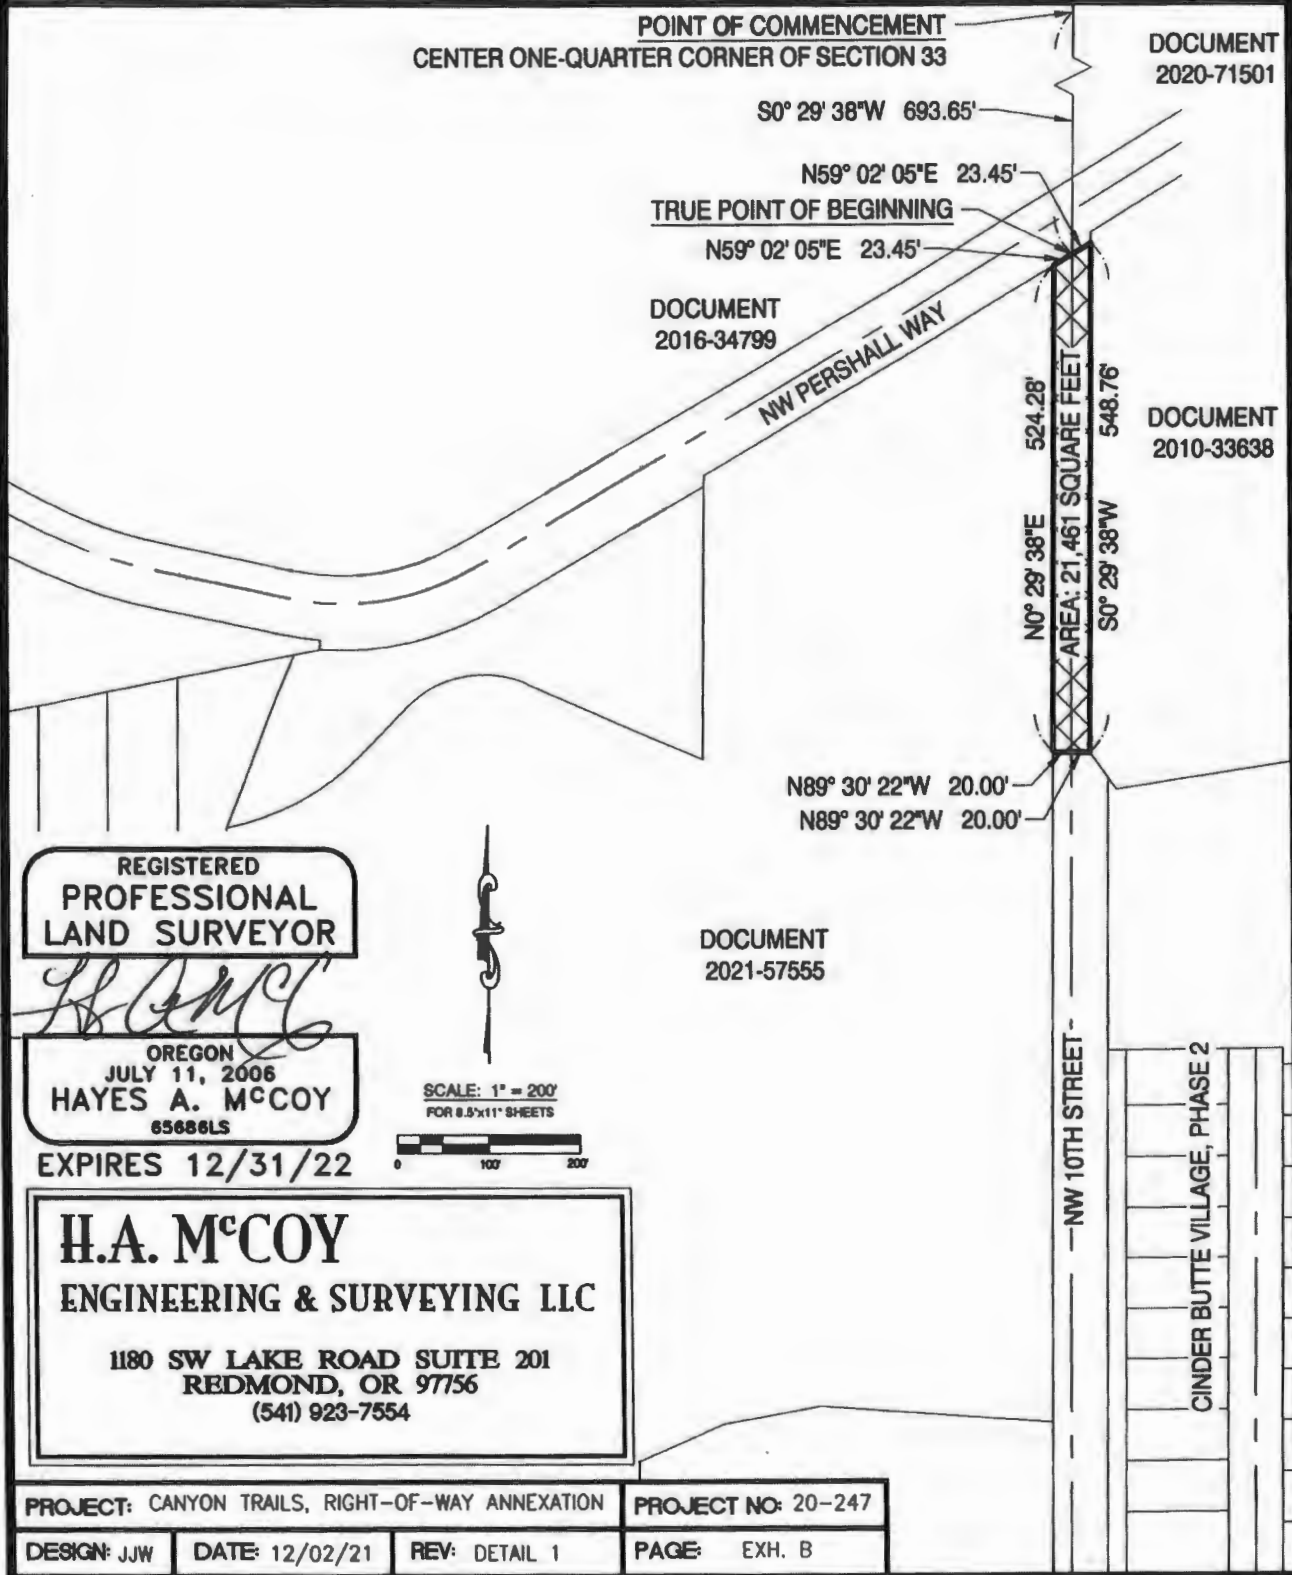 POINT OF COMMENCEMENT
CENTER ONE-QUARTER CORNER OF SECTION 33
DOCUMENT
2020-71501
S0° 29' 38"W 693.65'
N59° 02' 05"E 23.45'
TRUE POINT OF BEGINNING
N59° 02' 05"E 23.45'
DOCUMENT
2016-34799
NW PERSHALL WAY
N0° 29' 38"E 524.28'
AREA: 21,461 SQUARE FEET
S0° 29' 38"W 548.76'
DOCUMENT
2010-33638
N89° 30' 22"W 20.00'
N89° 30' 22"W 20.00'
DOCUMENT
2021-57555
NW 10TH STREET
CINDER BUTTE VILLAGE, PHASE 2
REGISTERED
PROFESSIONAL
LAND SURVEYOR
OREGON
JULY 11, 2006
HAYES A. McCOY
65686LS
EXPIRES 12/31/22
SCALE: 1" = 200'
FOR 8.5"x11" SHEETS
0 100' 200'
H.A. McCOY
ENGINEERING & SURVEYING LLC
1180 SW LAKE ROAD SUITE 201
REDMOND, OR 97756
(541) 923-7554
PROJECT: CANYON TRAILS, RIGHT-OF-WAY ANNEXATION
PROJECT NO: 20-247
DESIGN: JJW
DATE: 12/02/21
REV: DETAIL 1
PAGE: EXH. B